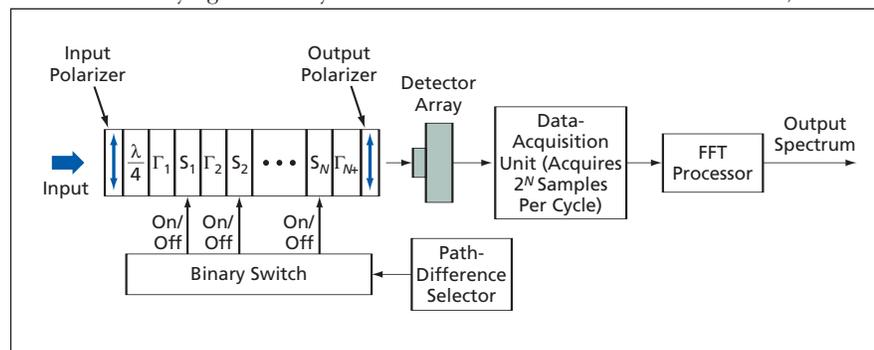 Input
Polarizer
Output
Polarizer
Detector
Array
Input
λ
4
Γ1
S1
Γ2
S2
• • •
SN
ΓN+
Data-
Acquisition
Unit (Acquires
2^N Samples
Per Cycle)
FFT
Processor
Output
Spectrum
On/
Off
On/
Off
On/
Off
Binary Switch
Path-
Difference
Selector